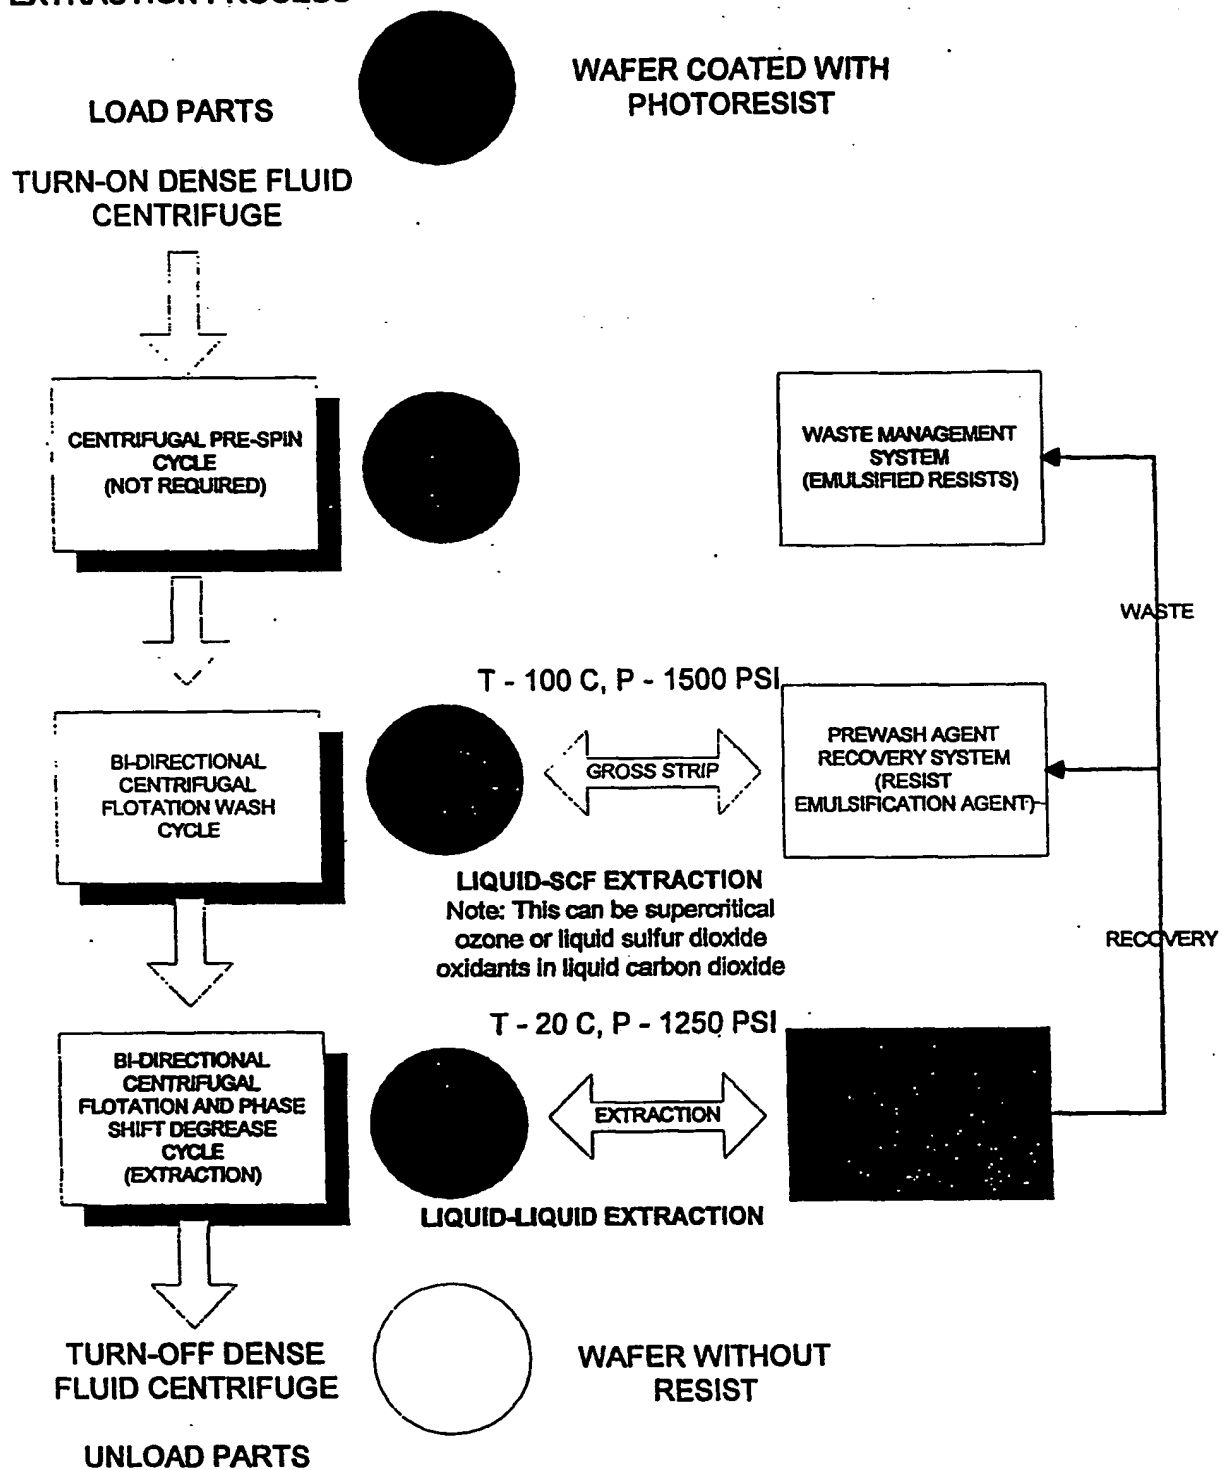 EXTRACTION PROCESS
WAFER COATED WITH
PHOTORESIST
LOAD PARTS
TURN-ON DENSE FLUID
CENTRIFUGE
CENTRIFUGAL PRE-SPIN
CYCLE
(NOT REQUIRED)
WASTE MANAGEMENT
SYSTEM
(EMULSIFIED RESISTS)
WASTE
T - 100 C, P - 1500 PSI
BI-DIRECTIONAL
CENTRIFUGAL
FLOTATION WASH
CYCLE
GROSS STRIP
PREWASH AGENT
RECOVERY SYSTEM
(RESIST
EMULSIFICATION AGENT)
LIQUID-SCF EXTRACTION
Note: This can be supercritical
ozone or liquid sulfur dioxide
oxidants in liquid carbon dioxide
RECOVERY
T - 20 C, P - 1250 PSI
BI-DIRECTIONAL
CENTRIFUGAL
FLOTATION AND PHASE
SHIFT DEGREASE
CYCLE
(EXTRACTION)
EXTRACTION
LIQUID-LIQUID EXTRACTION
TURN-OFF DENSE
FLUID CENTRIFUGE
WAFER WITHOUT
RESIST
UNLOAD PARTS